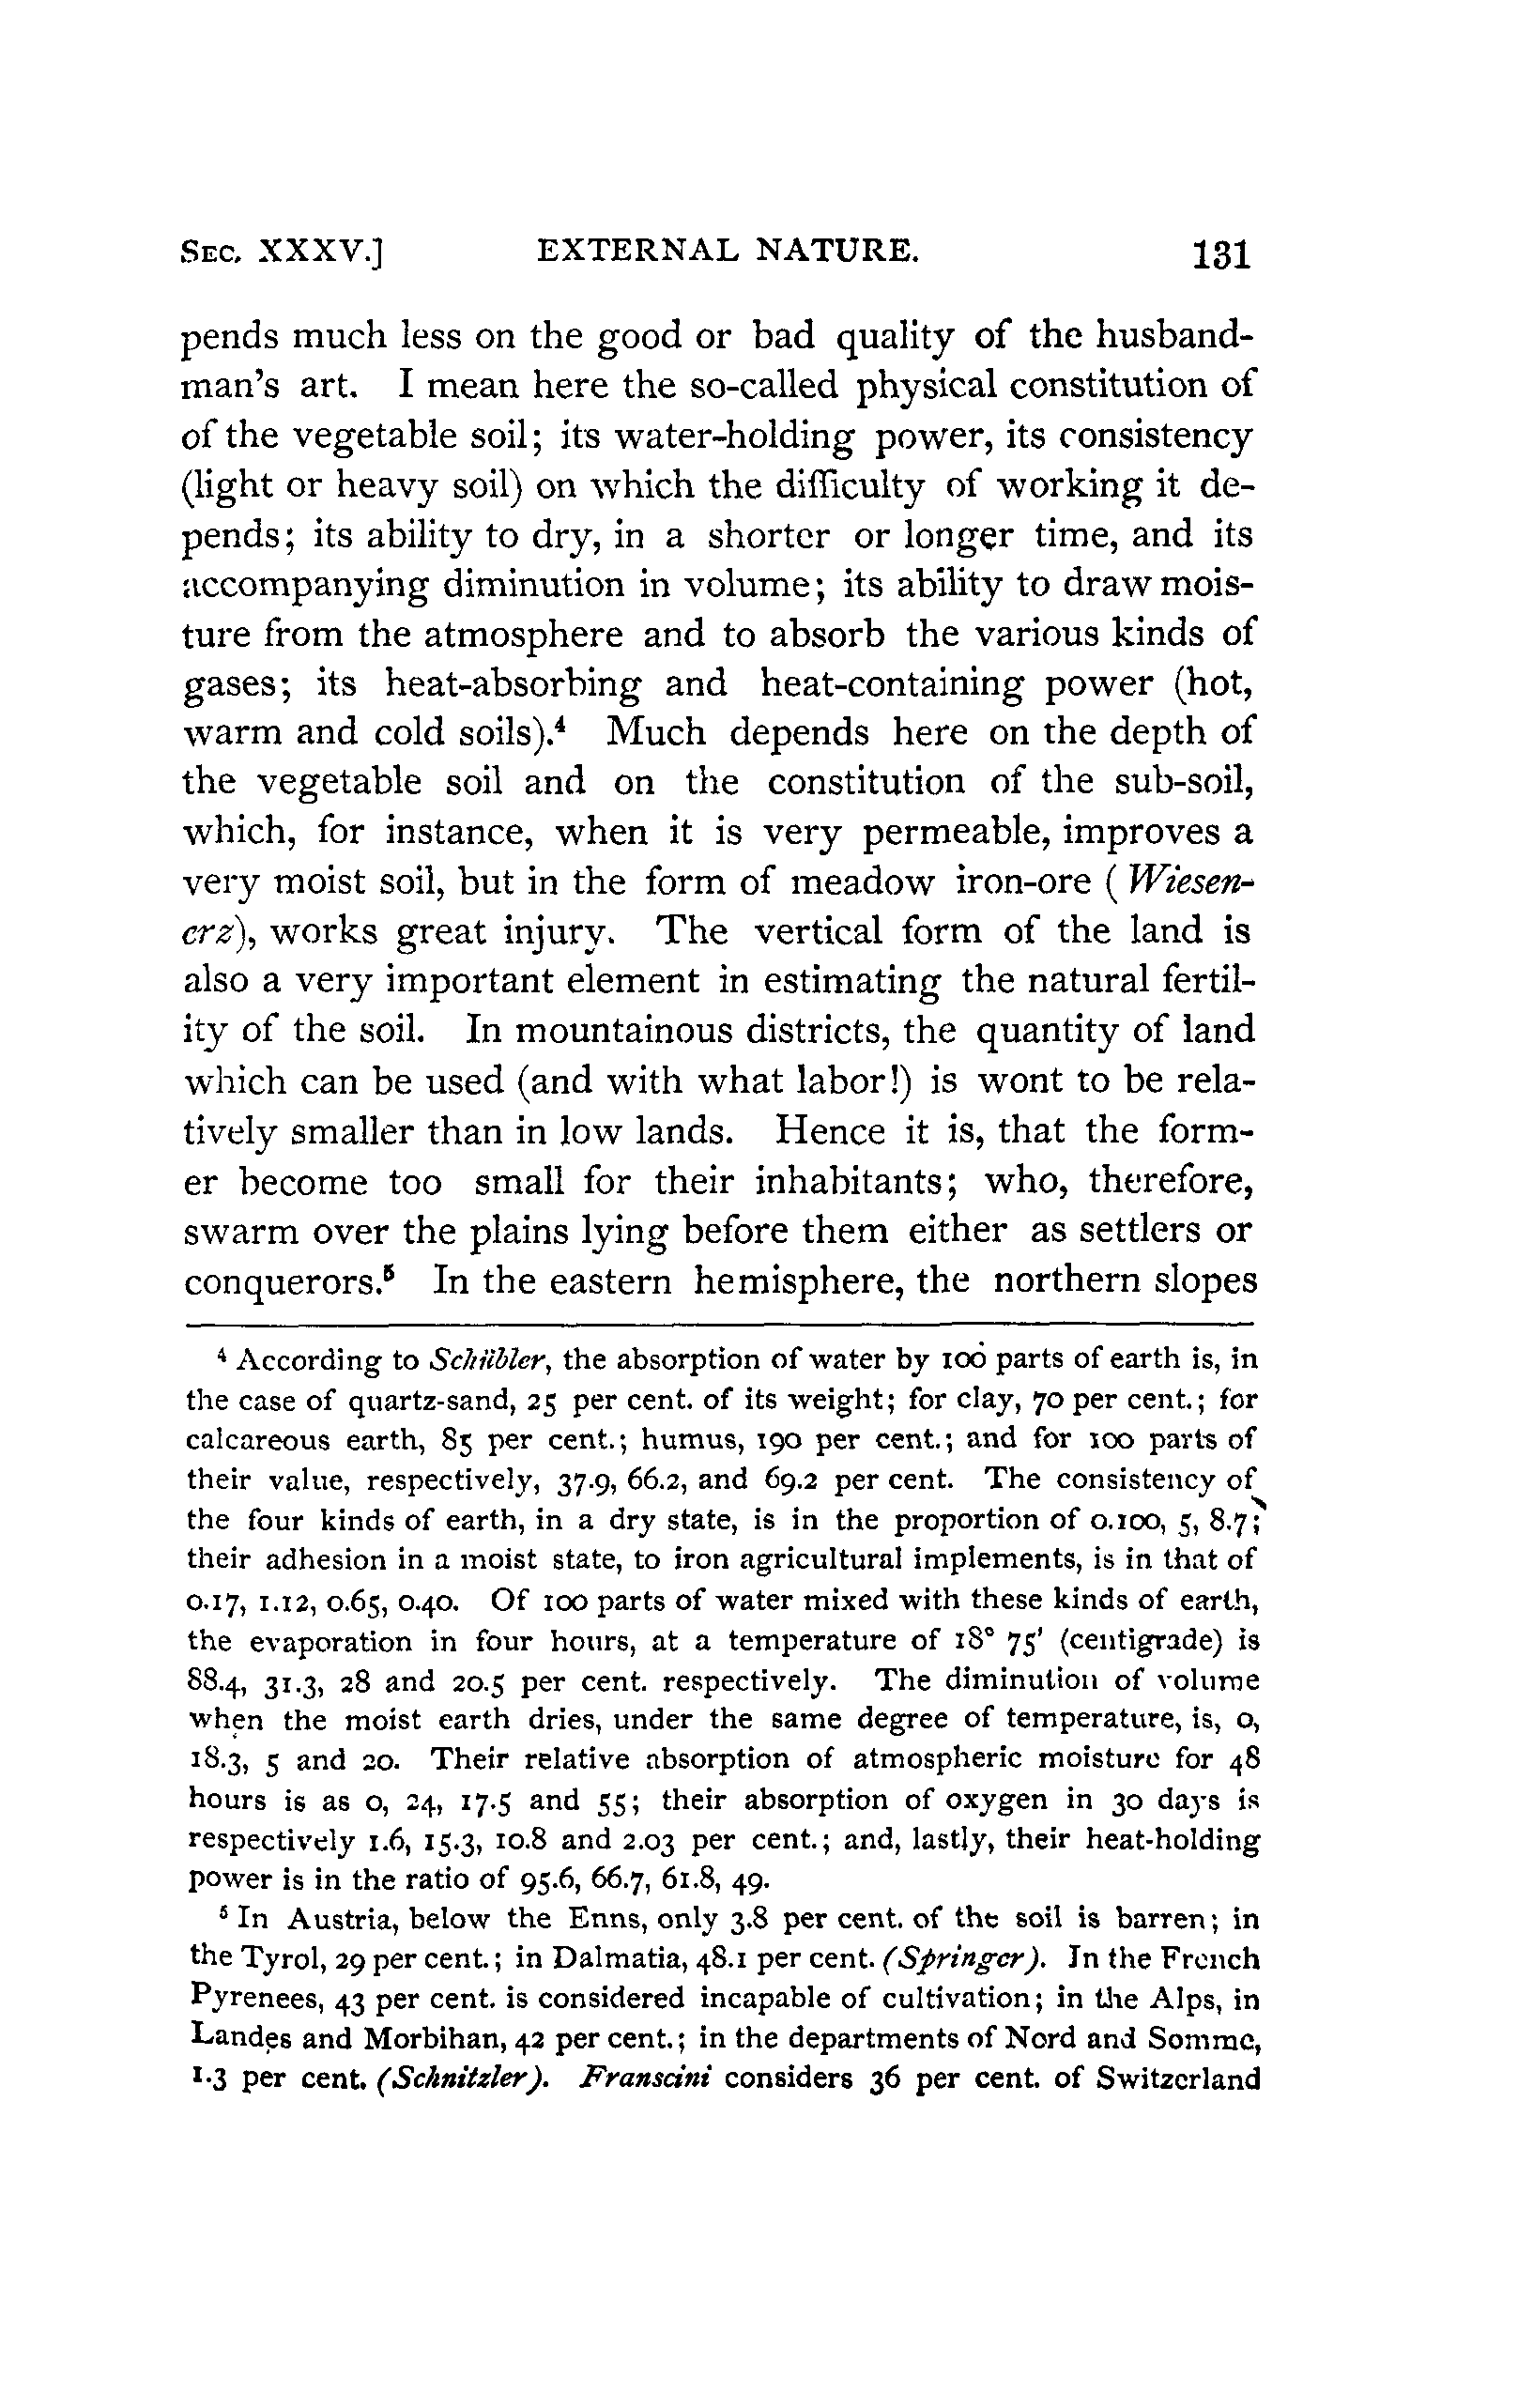 SEC. XXXV.] EXTERNAL NATURE. 131
pends much less on the good or bad quality of the husband-
man's art. I mean here the so-called physical constitution of
of the vegetable soil; its water-holding power, its consistency
(light or heavy soil) on which the difficulty of working it de-
pends; its ability to dry, in a shorter or longer time, and its
accompanying diminution in volume; its ability to draw mois-
ture from the atmosphere and to absorb the various kinds of
gases; its heat-absorbing and heat-containing power (hot,
warm and cold soils).⁴ Much depends here on the depth of
the vegetable soil and on the constitution of the sub-soil,
which, for instance, when it is very permeable, improves a
very moist soil, but in the form of meadow iron-ore (Wiesen-
erz), works great injury. The vertical form of the land is
also a very important element in estimating the natural fertil-
ity of the soil. In mountainous districts, the quantity of land
which can be used (and with what labor!) is wont to be rela-
tively smaller than in low lands. Hence it is, that the form-
er become too small for their inhabitants; who, therefore,
swarm over the plains lying before them either as settlers or
conquerors.⁵ In the eastern hemisphere, the northern slopes
⁴ According to Schübler, the absorption of water by 100 parts of earth is, in
the case of quartz-sand, 25 per cent. of its weight; for clay, 70 per cent.; for
calcareous earth, 85 per cent.; humus, 190 per cent.; and for 100 parts of
their value, respectively, 37.9, 66.2, and 69.2 per cent. The consistency of
the four kinds of earth, in a dry state, is in the proportion of 0.100, 5, 8.7;
their adhesion in a moist state, to iron agricultural implements, is in that of
0.17, 1.12, 0.65, 0.40. Of 100 parts of water mixed with these kinds of earth,
the evaporation in four hours, at a temperature of 18° 75' (centigrade) is
88.4, 31.3, 28 and 20.5 per cent. respectively. The diminution of volume
when the moist earth dries, under the same degree of temperature, is, 0,
18.3, 5 and 20. Their relative absorption of atmospheric moisture for 48
hours is as 0, 24, 17.5 and 55; their absorption of oxygen in 30 days is
respectively 1.6, 15.3, 10.8 and 2.03 per cent.; and, lastly, their heat-holding
power is in the ratio of 95.6, 66.7, 61.8, 49.
⁵ In Austria, below the Enns, only 3.8 per cent. of the soil is barren; in
the Tyrol, 29 per cent.; in Dalmatia, 48.1 per cent. (Springer). In the French
Pyrenees, 43 per cent. is considered incapable of cultivation; in the Alps, in
Landes and Morbihan, 42 per cent.; in the departments of Nord and Somme,
1.3 per cent. (Schnitzler). Franscini considers 36 per cent. of Switzerland